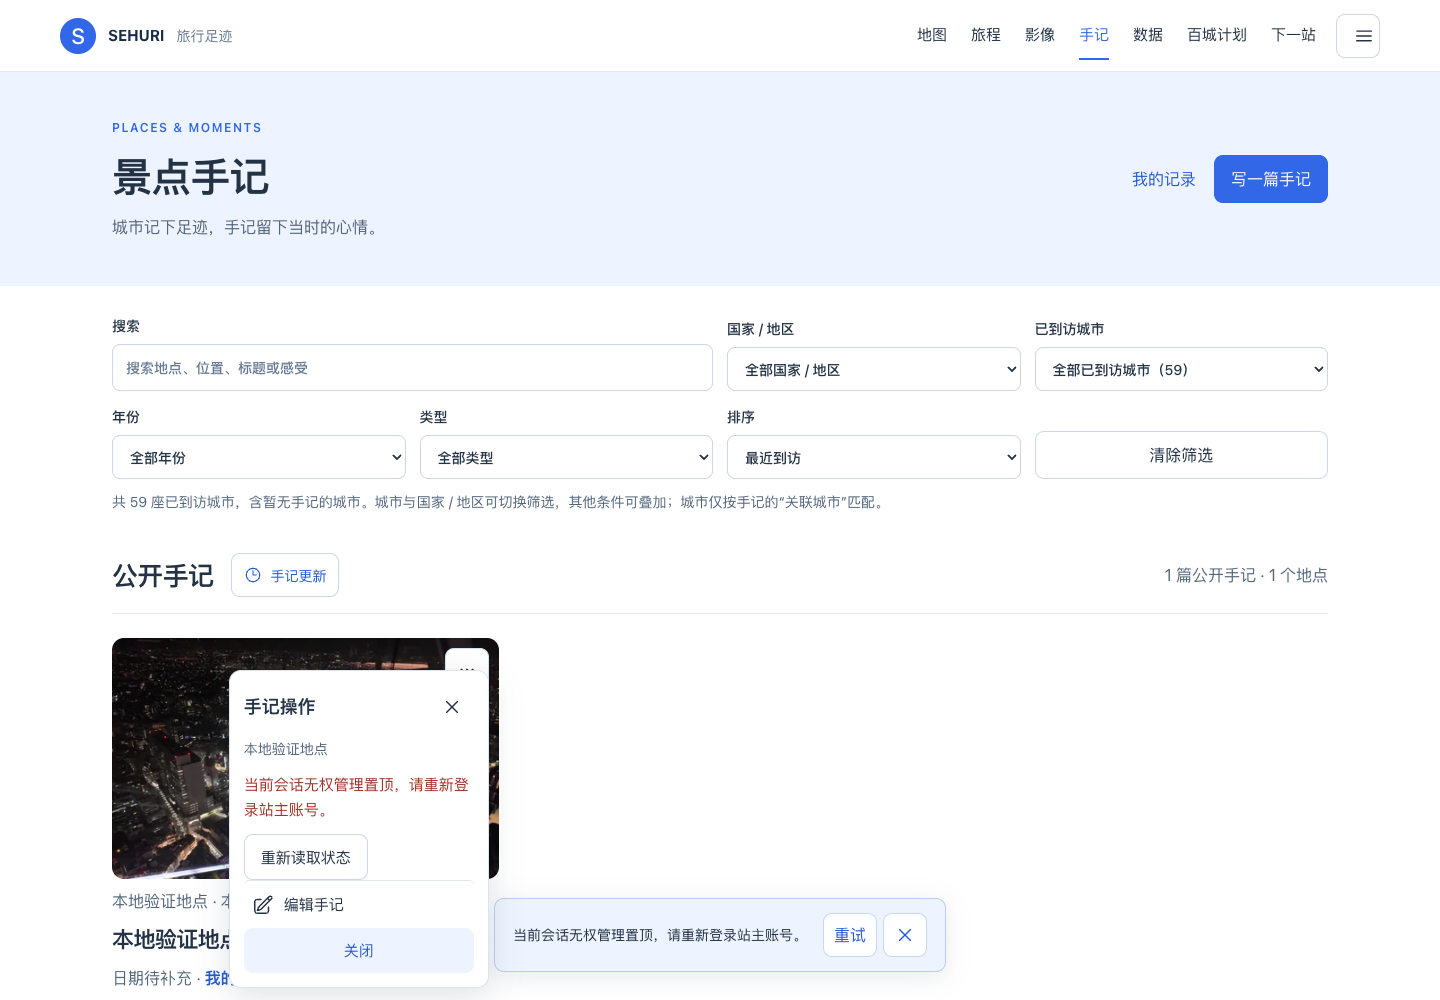 S SEHURI 旅行足迹
地图 旅程 影像 手记 数据 百城计划 下一站
PLACES & MOMENTS
景点手记
城市记下足迹，手记留下当时的心情。
我的记录 写一篇手记
搜索
搜索地点、位置、标题或感受
国家 / 地区
全部国家 / 地区
已到访城市
全部已到访城市（59）
年份
全部年份
类型
全部类型
排序
最近到访
清除筛选
共 59 座已到访城市，含暂无手记的城市。城市与国家 / 地区可切换筛选，其他条件可叠加；城市仅按手记的“关联城市”匹配。
公开手记 手记更新
1 篇公开手记 · 1 个地点
手记操作
本地验证地点
当前会话无权管理置顶，请重新登
录站主账号。
重新读取状态
编辑手记
关闭
本地验证地点 ·
本地验证地
日期待补充 · 我的
当前会话无权管理置顶，请重新登录站主账号。 重试